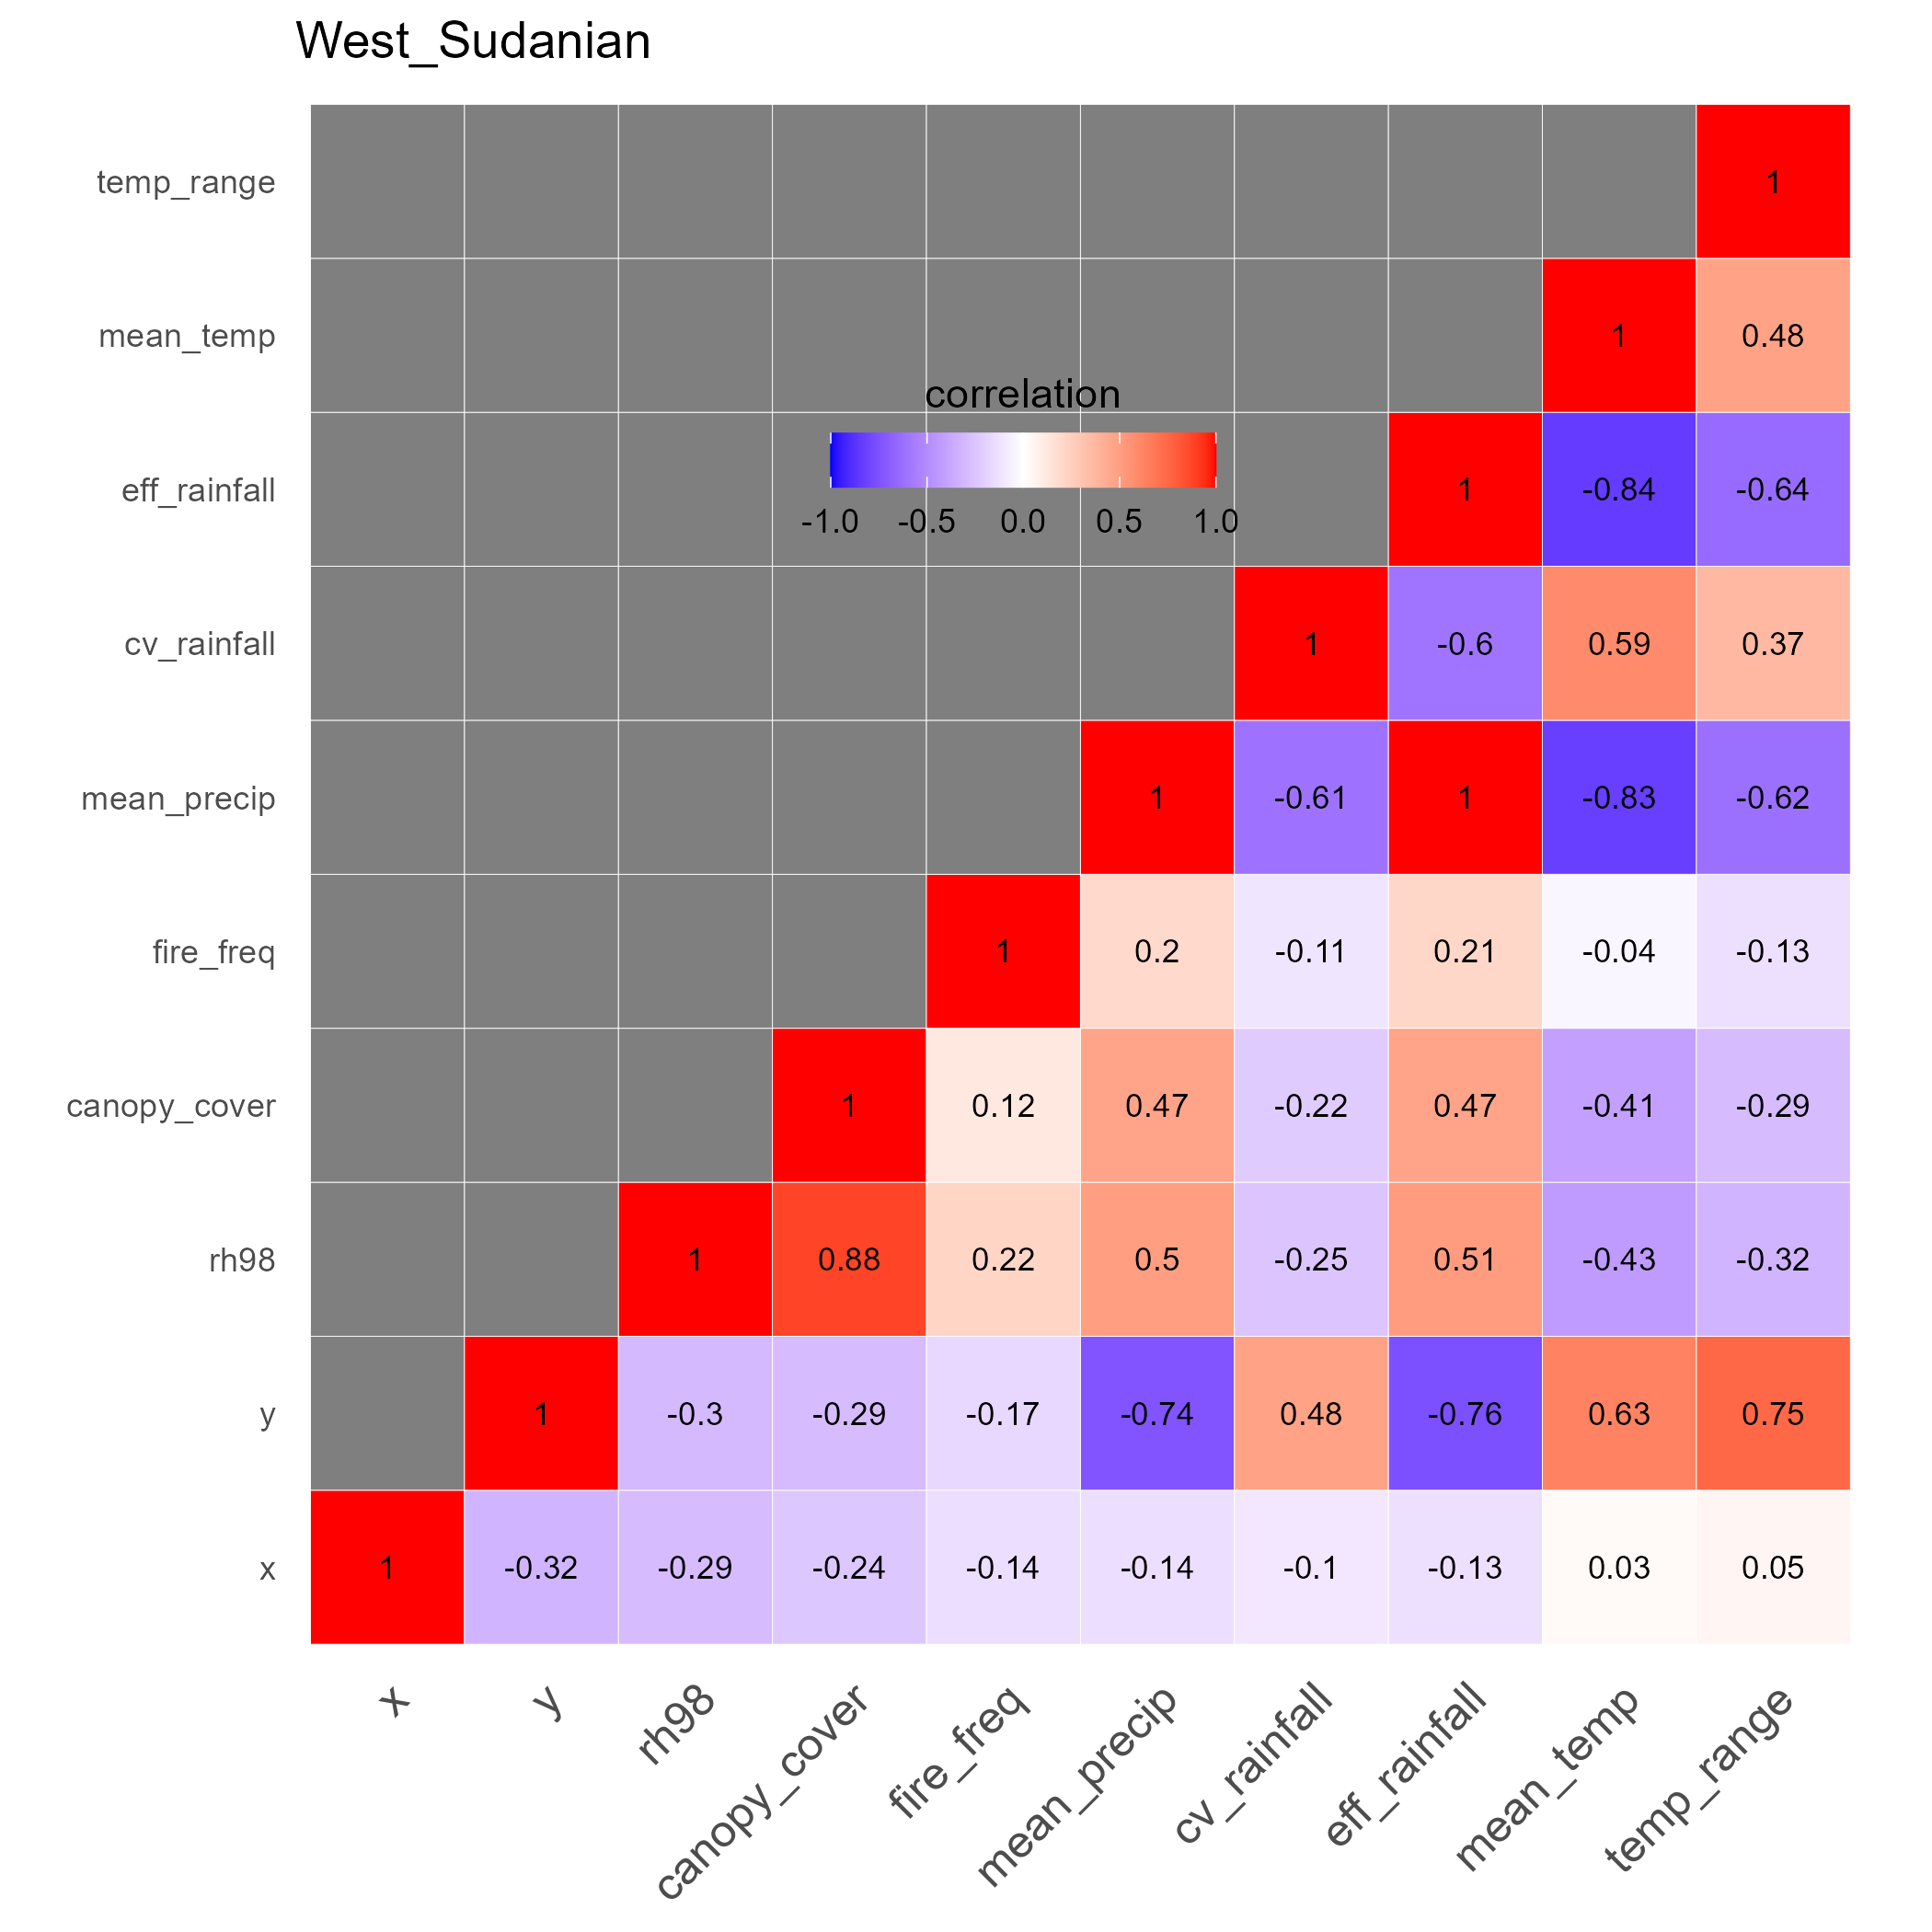 West_Sudanian
temp_range 1
mean_temp 1 0.48
correlation
eff_rainfall 1 -0.84 -0.64
-1.0 -0.5 0.0 0.5 1.0
cv_rainfall 1 -0.6 0.59 0.37
mean_precip 1 -0.61 1 -0.83 -0.62
fire_freq 1 0.2 -0.11 0.21 -0.04 -0.13
canopy_cover 1 0.12 0.47 -0.22 0.47 -0.41 -0.29
rh98 1 0.88 0.22 0.5 -0.25 0.51 -0.43 -0.32
y 1 -0.3 -0.29 -0.17 -0.74 0.48 -0.76 0.63 0.75
x 1 -0.32 -0.29 -0.24 -0.14 -0.14 -0.1 -0.13 0.03 0.05
x y rh98 canopy_cover fire_freq mean_precip cv_rainfall eff_rainfall mean_temp temp_range